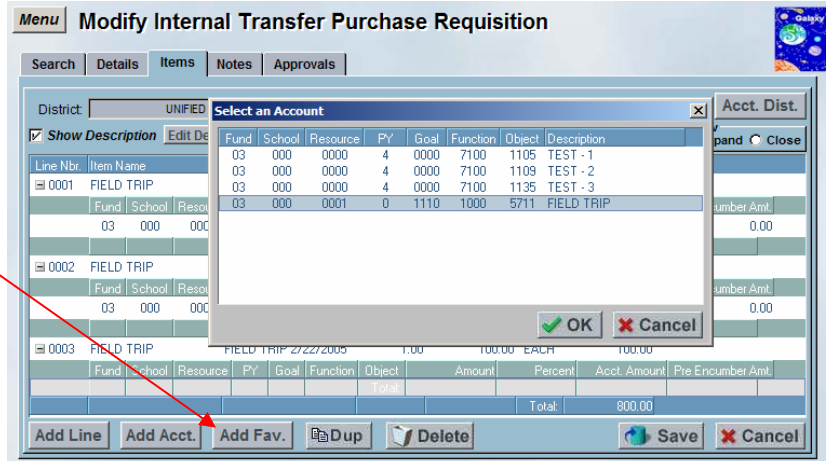 Menu Modify Internal Transfer Purchase Requisition
Galaxy
Search Details Items Notes Approvals
District: UNIFIED
Acct. Dist.
Show Description Edit De
pand Close
Select an Account
Fund School Resource PY Goal Function Object Description
03 000 0000 4 0000 7100 1105 TEST - 1
03 000 0000 4 0000 7100 1109 TEST - 2
03 000 0000 4 0000 7100 1135 TEST - 3
03 000 0001 0 1110 1000 5711 FIELD TRIP
OK Cancel
Line Nbr. Item Name
0001 FIELD TRIP
Fund School Resou umber Amt.
03 000 000 0.00
0002 FIELD TRIP
Fund School Resou umber Amt.
03 000 000 0.00
0003 FIELD TRIP FIELD TRIP 2/22/2005 1.00 100.00 EACH 100.00
Fund School Resource PY Goal Function Object Amount Percent Acct. Amount Pre Encumber Amt.
Total:
Total: 800.00
Add Line Add Acct. Add Fav. Dup Delete Save Cancel